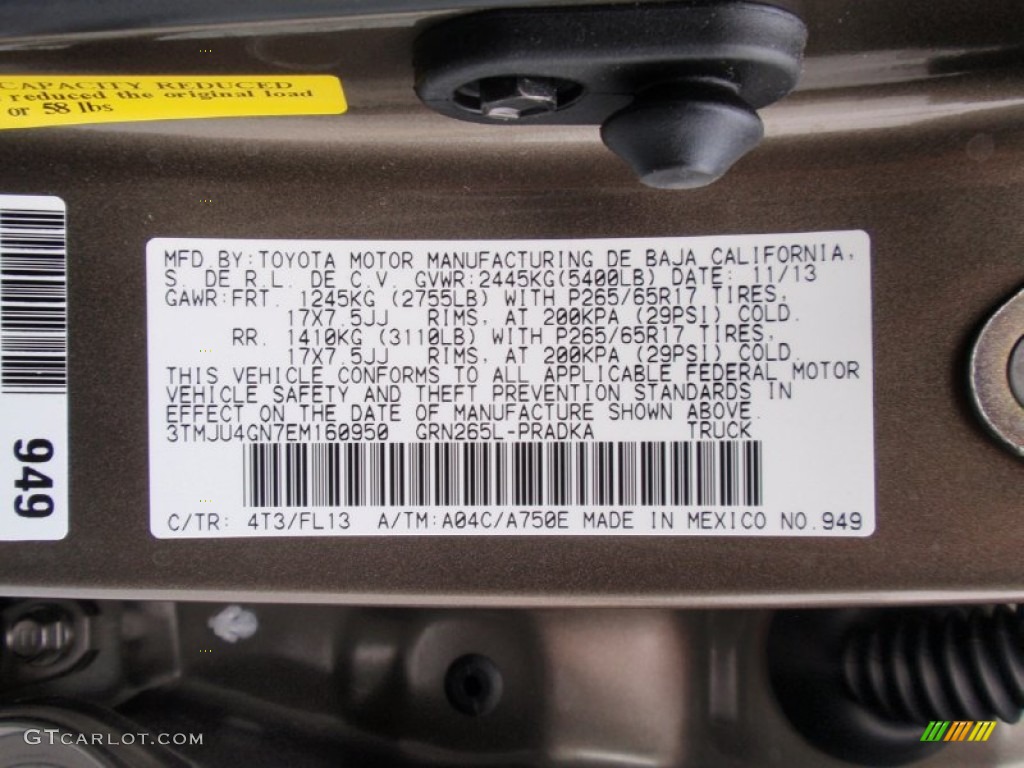 CAPACITY REDUCED
reduced the original load
or 58 lbs
949
MFD. BY: TOYOTA MOTOR MANUFACTURING DE BAJA CALIFORNIA,
S. DE R.L. DE C.V. GVWR:2445KG(5400LB) DATE: 11/13
GAWR:FRT. 1245KG (2755LB) WITH P265/65R17 TIRES,
17X7.5JJ RIMS, AT 200KPA (29PSI) COLD.
RR. 1410KG (3110LB) WITH P265/65R17 TIRES,
17X7.5JJ RIMS, AT 200KPA (29PSI) COLD.
THIS VEHICLE CONFORMS TO ALL APPLICABLE FEDERAL MOTOR
VEHICLE SAFETY AND THEFT PREVENTION STANDARDS IN
EFFECT ON THE DATE OF MANUFACTURE SHOWN ABOVE.
3TMJU4GN7EM160950 GRN265L-PRADKA TRUCK
C/TR: 4T3/FL13 A/TM:A04C/A750E MADE IN MEXICO NO.949
GTCARLOT.COM